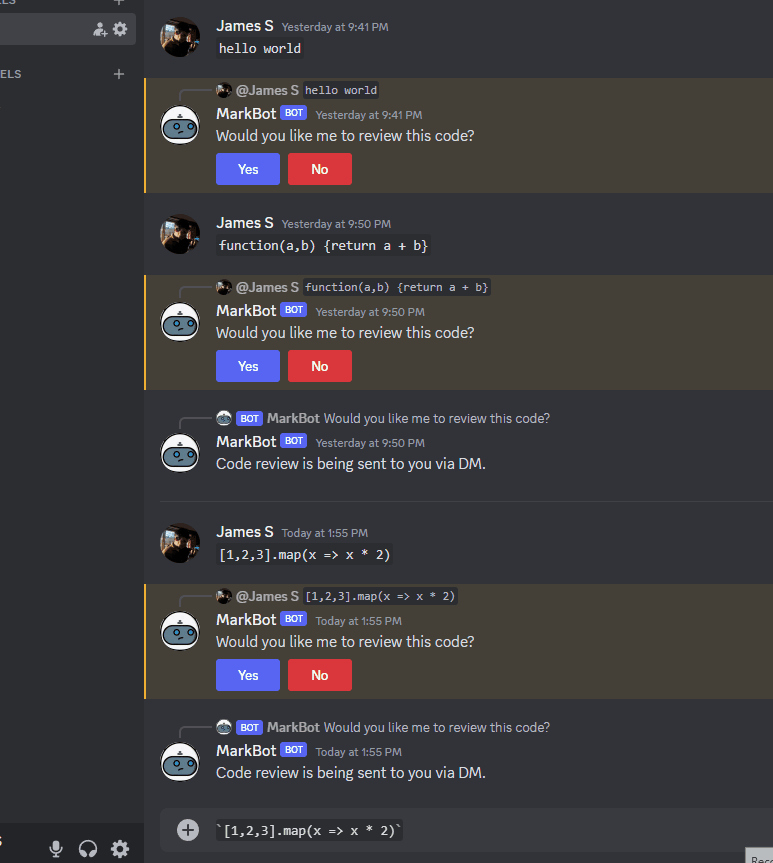 ELS
James S Yesterday at 9:41 PM
hello world
@James S hello world
MarkBot BOT Yesterday at 9:41 PM
Would you like me to review this code?
Yes No
James S Yesterday at 9:50 PM
function(a,b) {return a + b}
@James S function(a,b) {return a + b}
MarkBot BOT Yesterday at 9:50 PM
Would you like me to review this code?
Yes No
BOT MarkBot Would you like me to review this code?
MarkBot BOT Yesterday at 9:50 PM
Code review is being sent to you via DM.
James S Today at 1:55 PM
[1,2,3].map(x => x * 2)
@James S [1,2,3].map(x => x * 2)
MarkBot BOT Today at 1:55 PM
Would you like me to review this code?
Yes No
BOT MarkBot Would you like me to review this code?
MarkBot BOT Today at 1:55 PM
Code review is being sent to you via DM.
`[1,2,3].map(x => x * 2)`